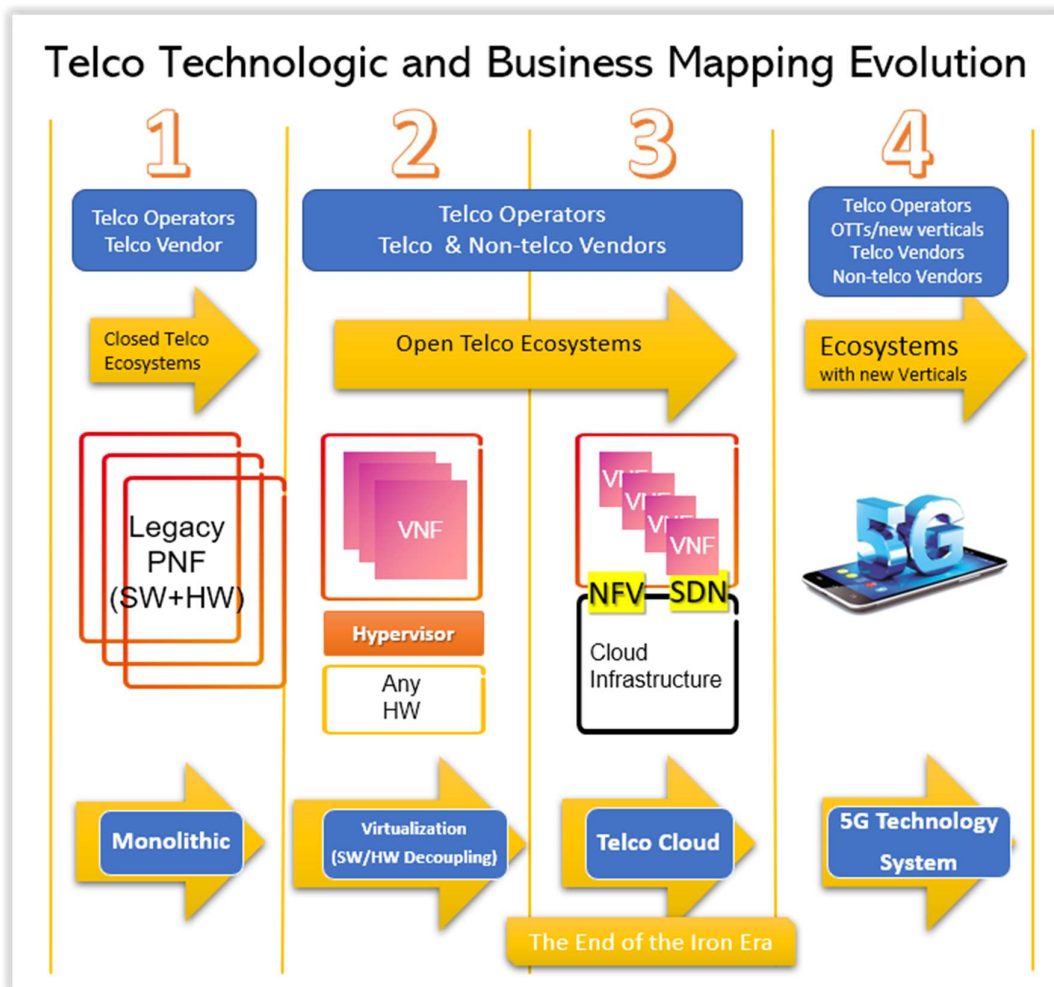 Telco Technologic and Business Mapping Evolution
1
2
3
4
Telco Operators
Telco Vendor
Telco Operators
Telco & Non-telco Vendors
Telco Operators
OTTs/new verticals
Telco Vendors
Non-telco Vendors
Closed Telco
Ecosystems
Open Telco Ecosystems
Ecosystems
with new Verticals
Legacy
PNF
(SW+HW)
VNF
Hypervisor
Any
HW
VNF
VNF
VNF
VNF
NFV
SDN
Cloud
Infrastructure
5G
Monolithic
Virtualization
(SW/HW Decoupling)
Telco Cloud
5G Technology
System
The End of the Iron Era